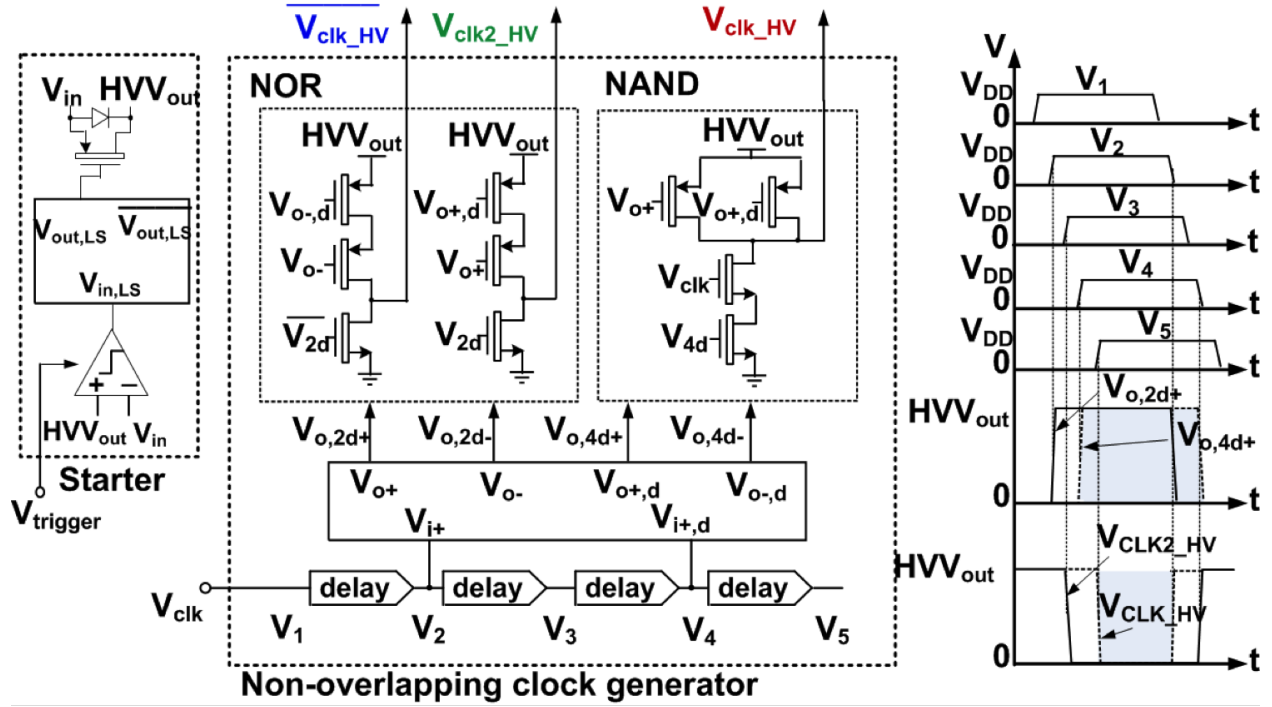 V̅clk_HV̅ Vclk2_HV Vclk_HV
Vin HVVout
Vout,LS V̅out,LS̅
Vin,LS
+ −
HVVout Vin
Starter
Vtrigger
NOR
HVVout HVVout
Vo-,d Vo+,d
Vo- Vo+
V̅2d̅ V2d
NAND
HVVout
Vo+ Vo+,d
Vclk
V4d
Vo,2d+ Vo,2d- Vo,4d+ Vo,4d-
Vo+ Vo- Vo+,d Vo-,d
Vi+ Vi+,d
Vclk delay delay delay delay
V1 V2 V3 V4 V5
Non-overlapping clock generator
V
VDD V1
0 t
VDD V2
0 t
VDD V3
0 t
VDD V4
0 t
VDD V5
0 t
HVVout Vo,2d+
Vo,4d+
0 t
HVVout VCLK2_HV
VCLK_HV
0 t